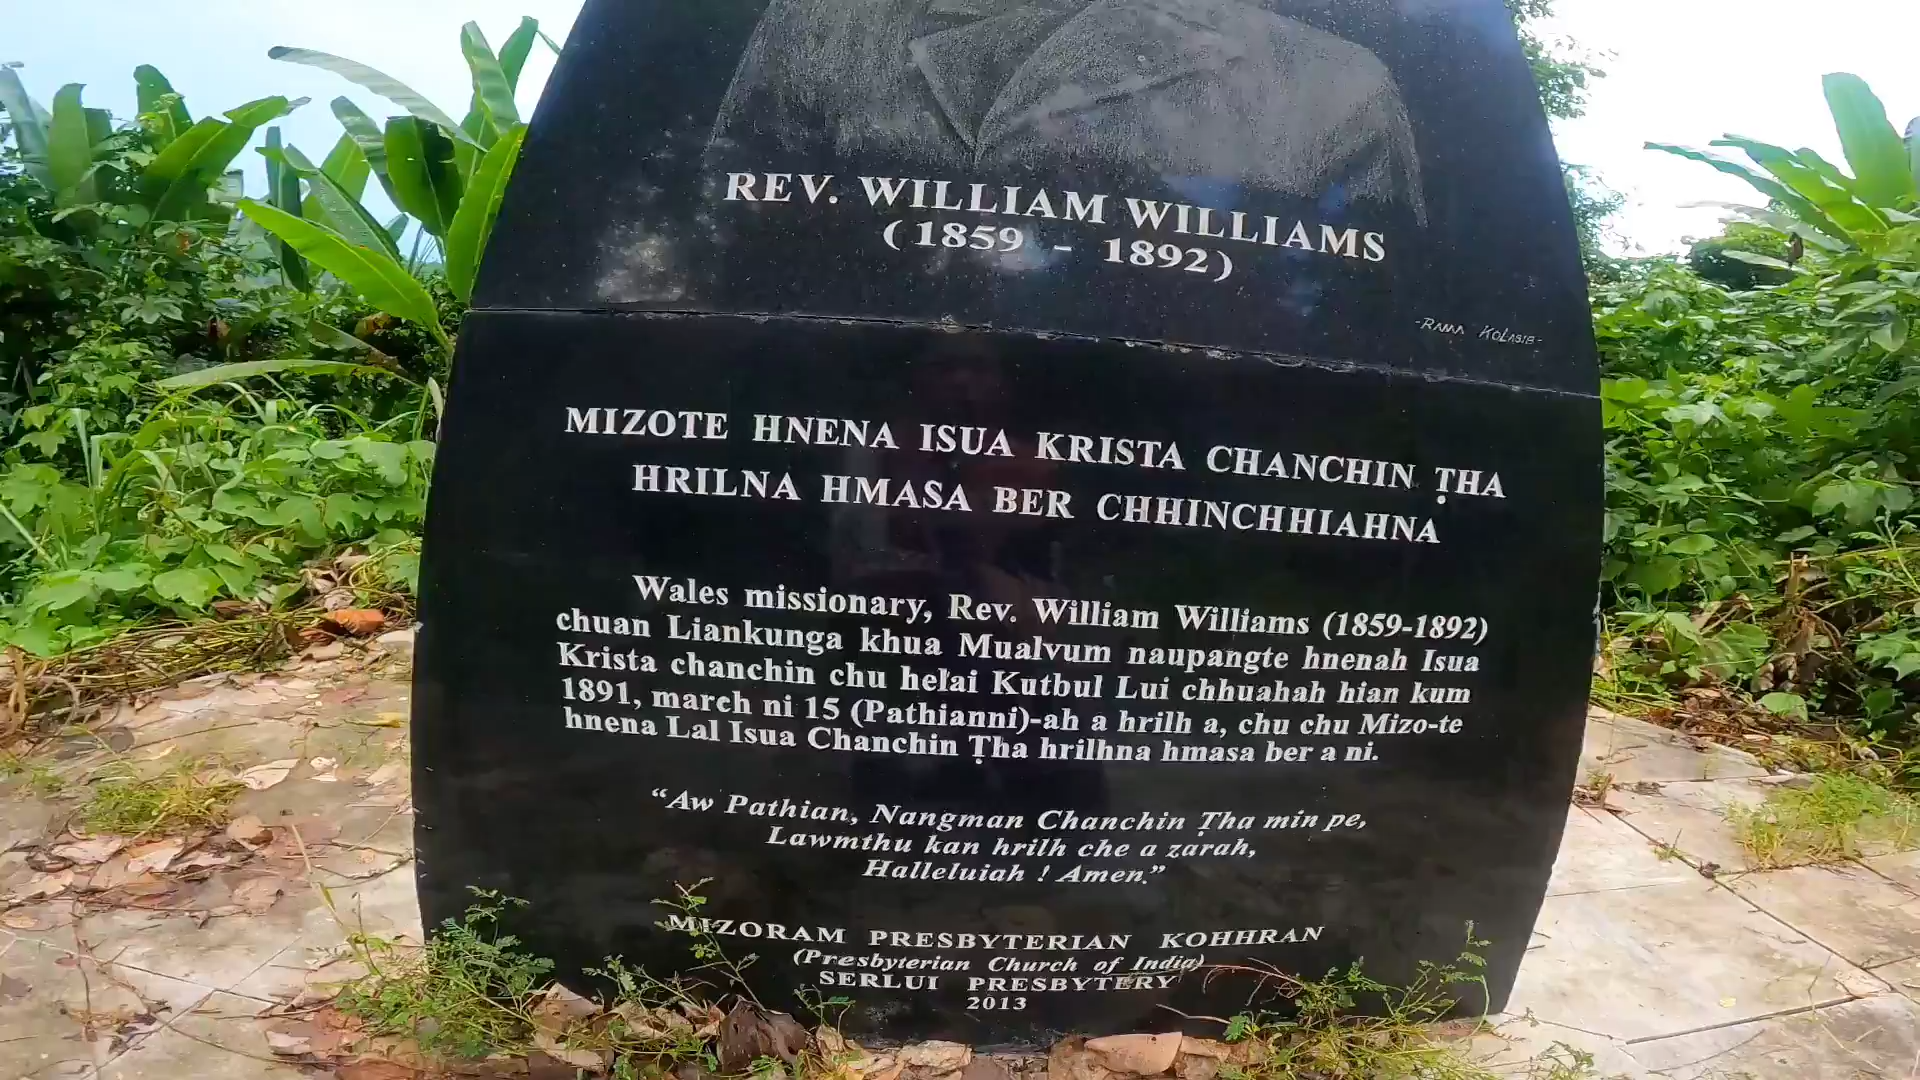 REV. WILLIAM WILLIAMS
(1859 - 1892)
-RAMA KOLASIB-
MIZOTE HNENA ISUA KRISTA CHANCHIN ṬHA
HRILNA HMASA BER CHHINCHHIAHṆA
Wales missionary, Rev. William Williams (1859-1892)
chuan Liankunga khua Mualvum naupangte hnenah Isua
Krista chanchin chu helai Kutbul Lui chhuahah hian kum
1891, march ni 15 (Pathianni)-ah a hrilh a, chu chu Mizo-te
hnena Lal Isua Chanchin Ṭha hrilhna hmasa ber a ni.
“Aw Pathian, Nangman Chanchin Ṭha min pe,
Lawmthu kan hrilh che a zarah,
Halleluiah ! Amen.”
MIZORAM PRESBYTERIAN KOHHRAN
(Presbyterian Church of India)
SERLUI PRESBYTERY
2013